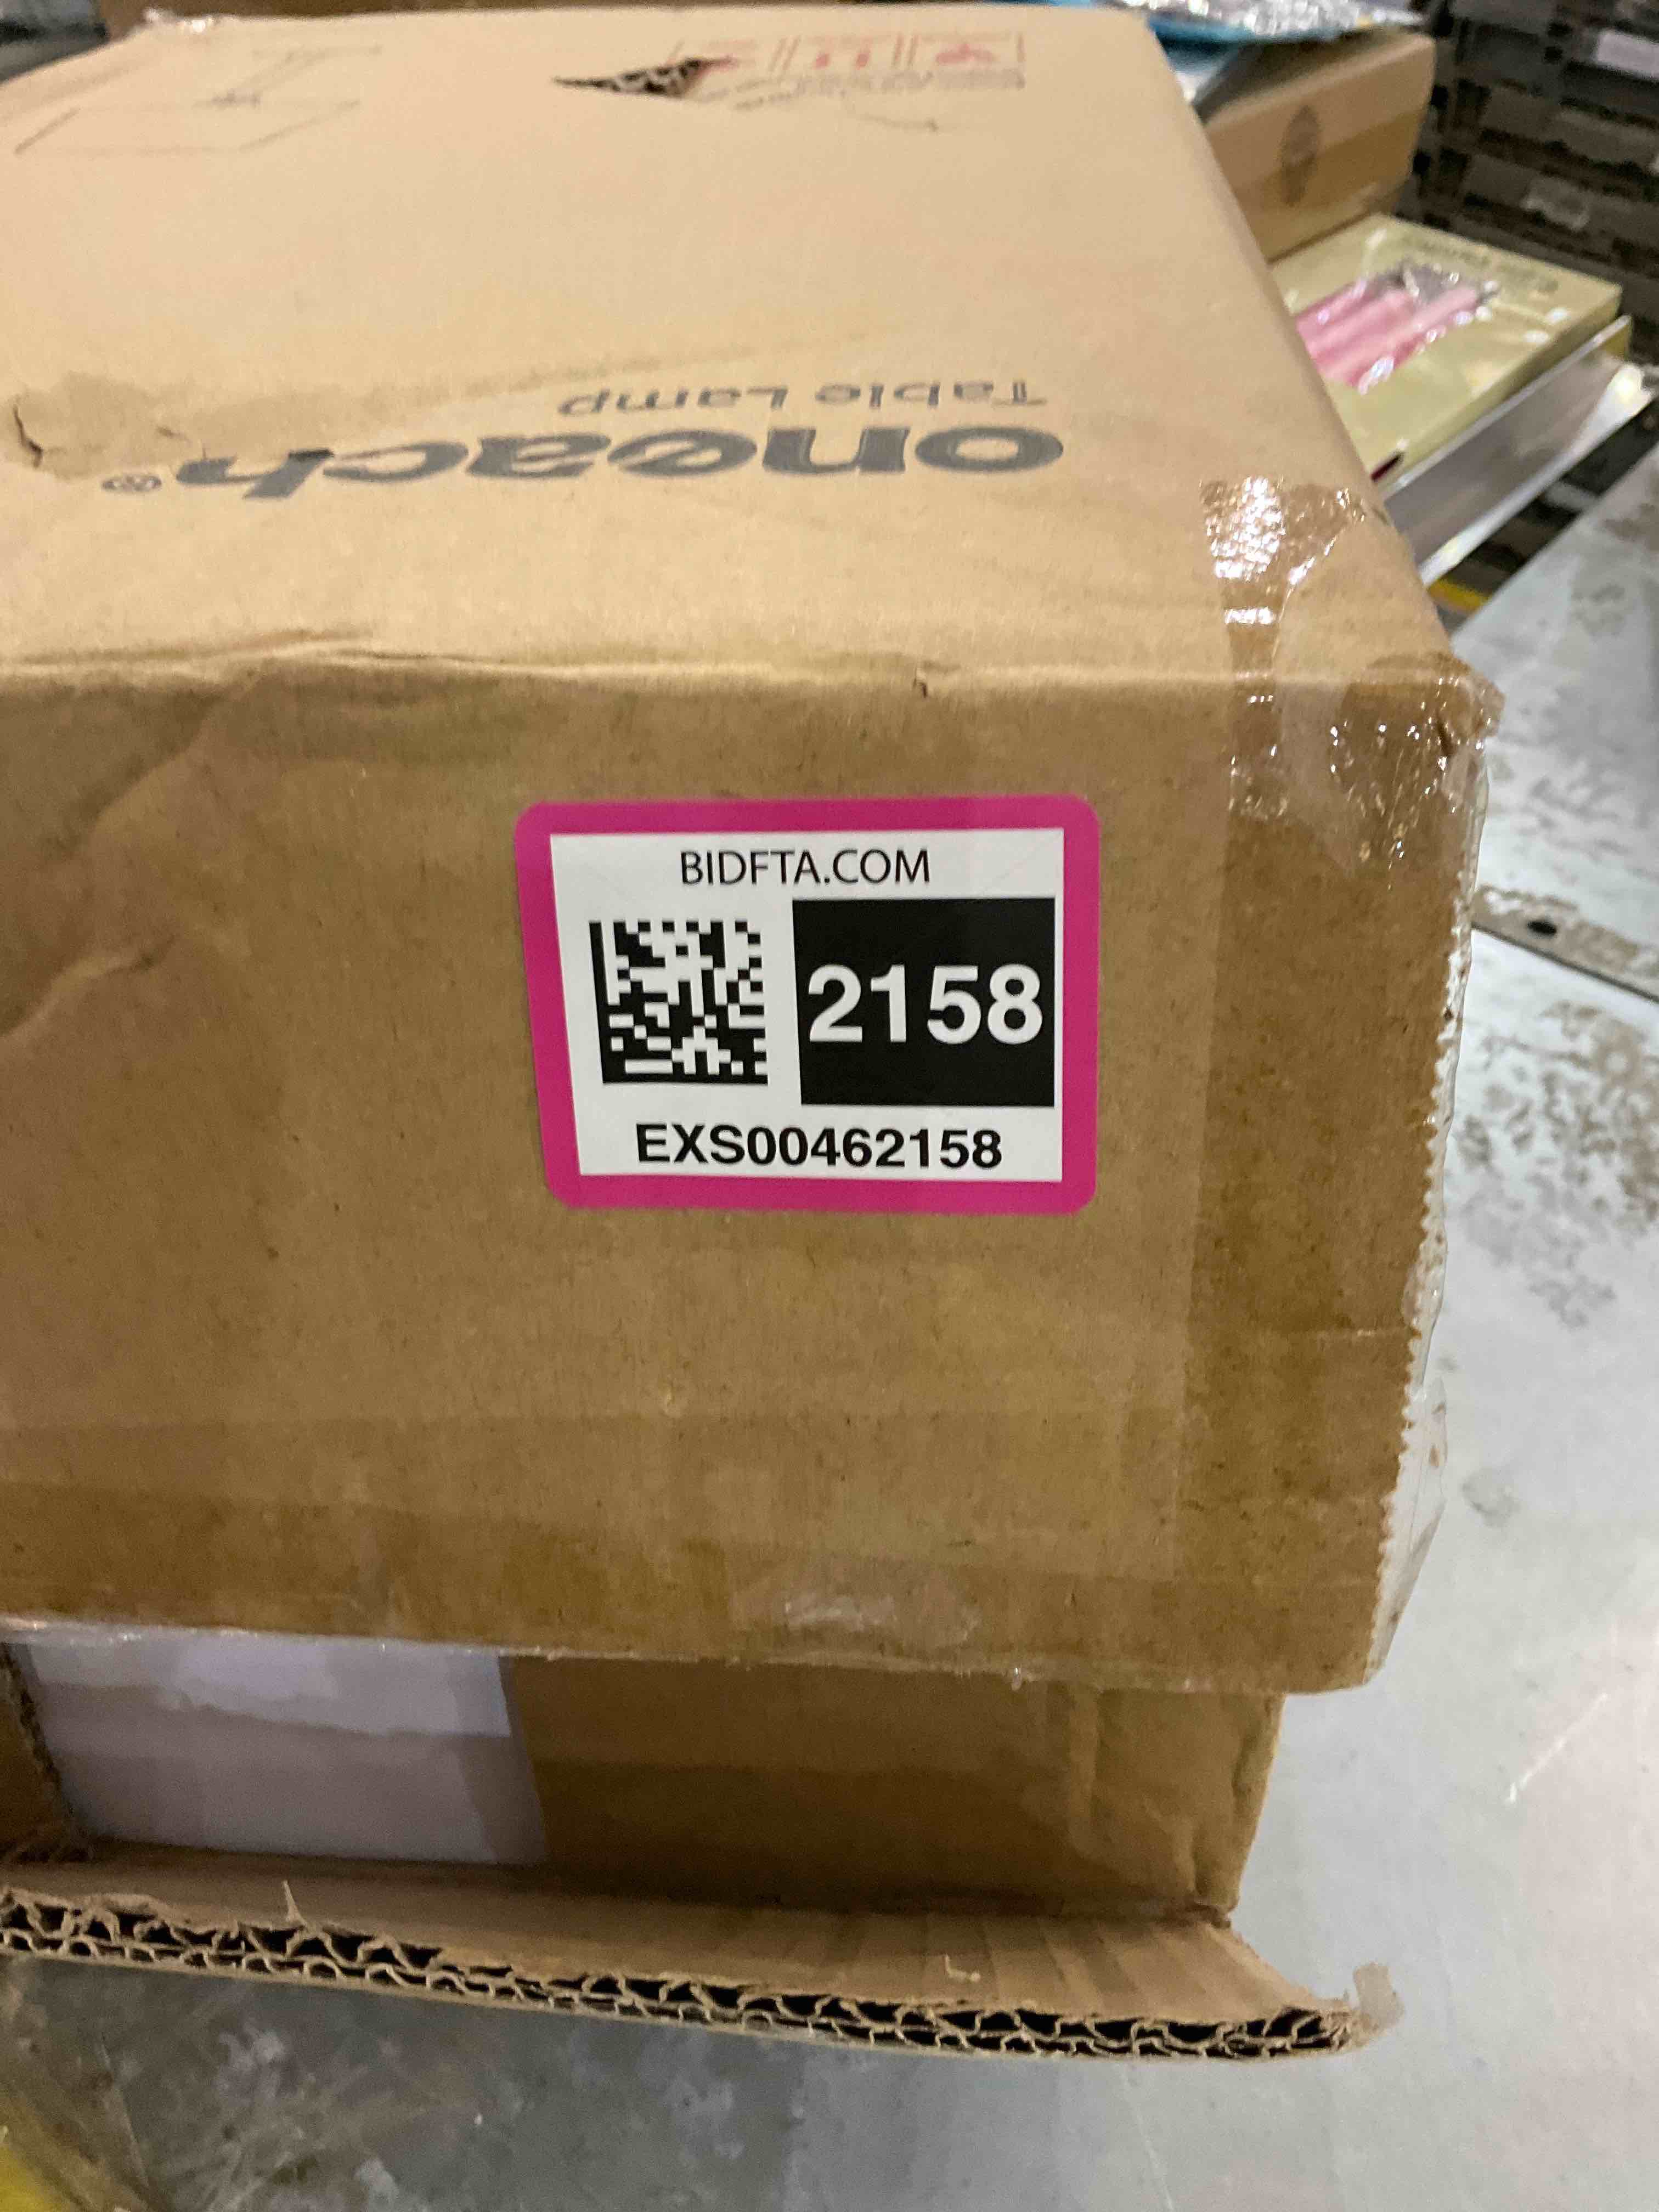 oneach®
Table Lamp
BIDFTA.COM
2158
EXS00462158